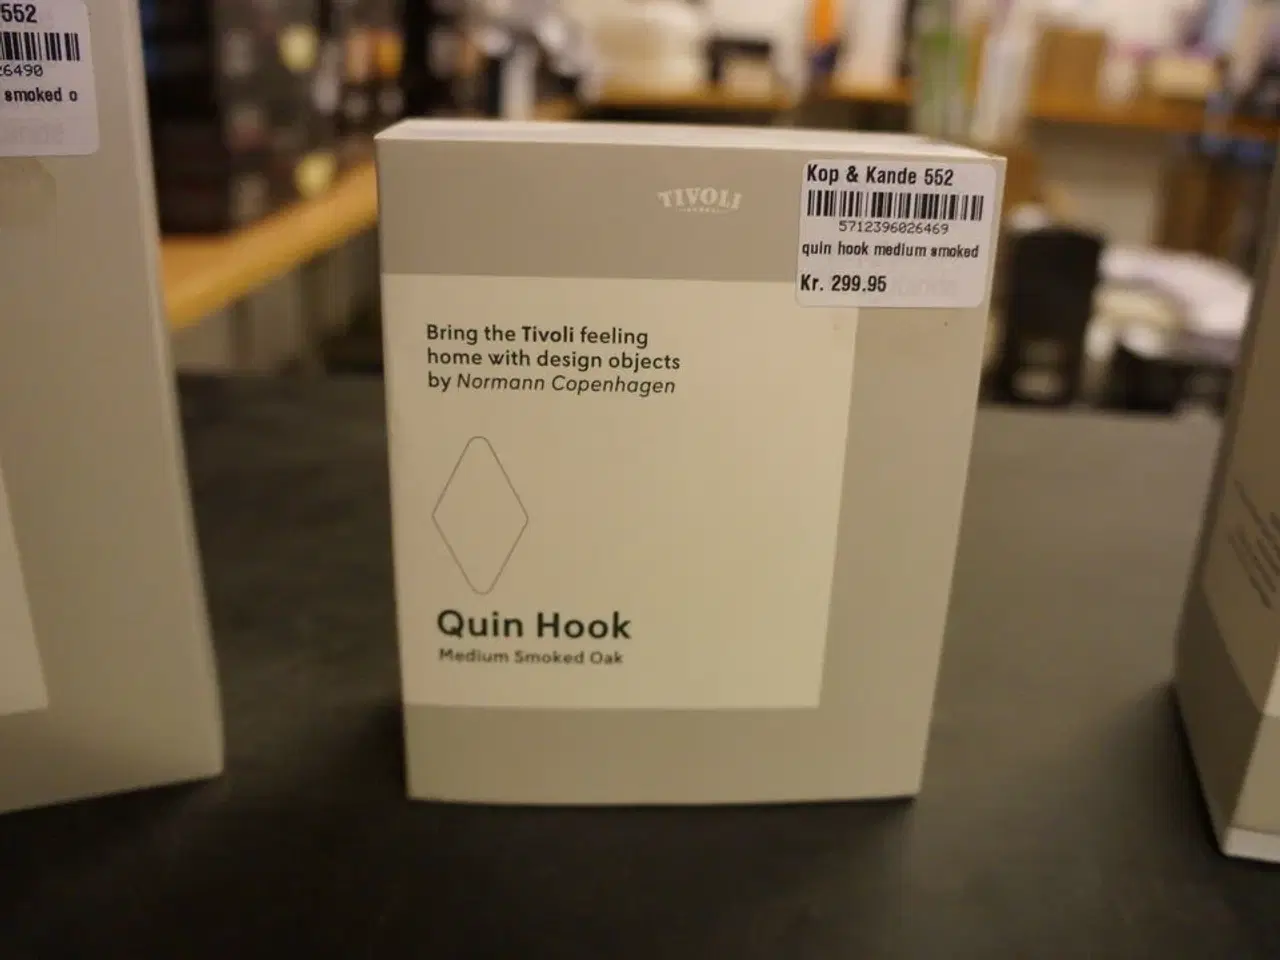 552
6490
smoked o
TIVOLI
Kop & Kande 552
5712396026469
quin hook medium smoked
Kr. 299.95
Bring the Tivoli feeling
home with design objects
by Normann Copenhagen
Quin Hook
Medium Smoked Oak